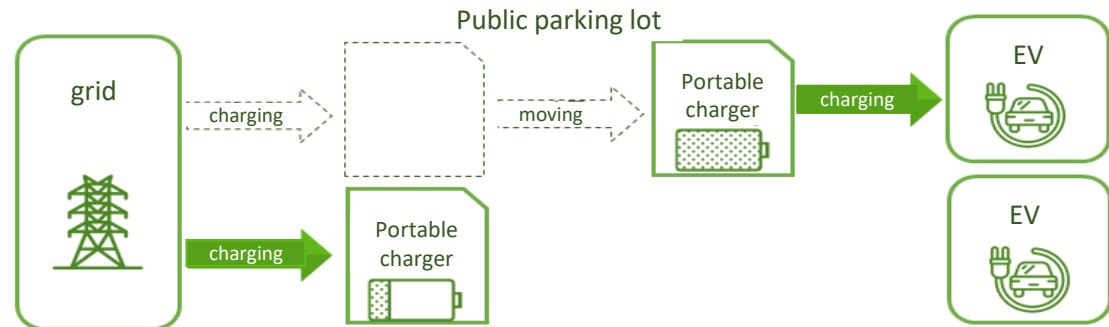 Public parking lot
grid
charging
moving
Portable
charger
charging
EV
charging
Portable
charger
EV